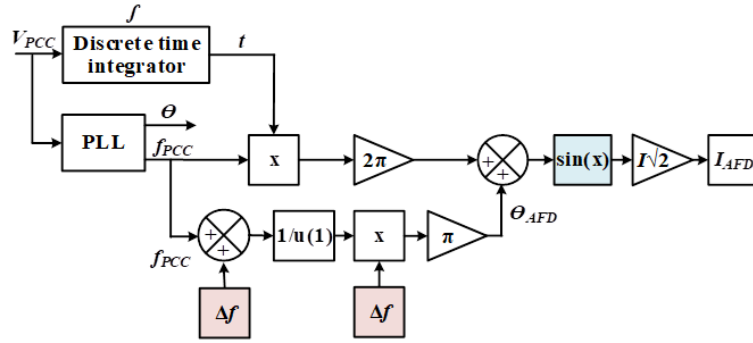 ∫
V_PCC
Discrete time
integrator
t
PLL
Θ
f_PCC
x
2π
+
+
sin(x)
I√2
I_AFD
f_PCC
+
+
1/u(1)
x
π
Θ_AFD
Δf
Δf